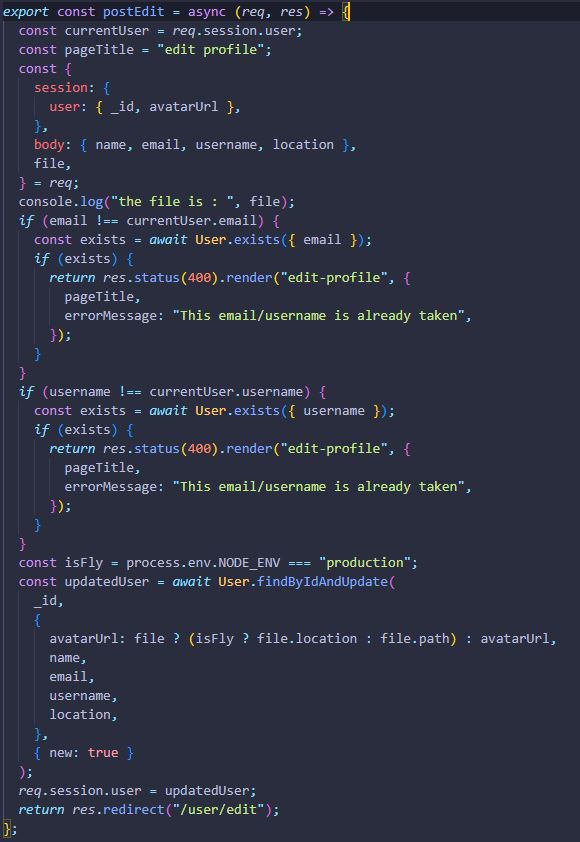 export const postEdit = async (req, res) => {
  const currentUser = req.session.user;
  const pageTitle = "edit profile";
  const {
    session: {
      user: { _id, avatarUrl },
    },
    body: { name, email, username, location },
    file,
  } = req;
  console.log("the file is : ", file);
  if (email !== currentUser.email) {
    const exists = await User.exists({ email });
    if (exists) {
      return res.status(400).render("edit-profile", {
        pageTitle,
        errorMessage: "This email/username is already taken",
      });
    }
  }
  if (username !== currentUser.username) {
    const exists = await User.exists({ username });
    if (exists) {
      return res.status(400).render("edit-profile", {
        pageTitle,
        errorMessage: "This email/username is already taken",
      });
    }
  }
  const isFly = process.env.NODE_ENV === "production";
  const updatedUser = await User.findByIdAndUpdate(
    _id,
    {
      avatarUrl: file ? (isFly ? file.location : file.path) : avatarUrl,
      name,
      email,
      username,
      location,
    },
    { new: true }
  );
  req.session.user = updatedUser;
  return res.redirect("/user/edit");
};